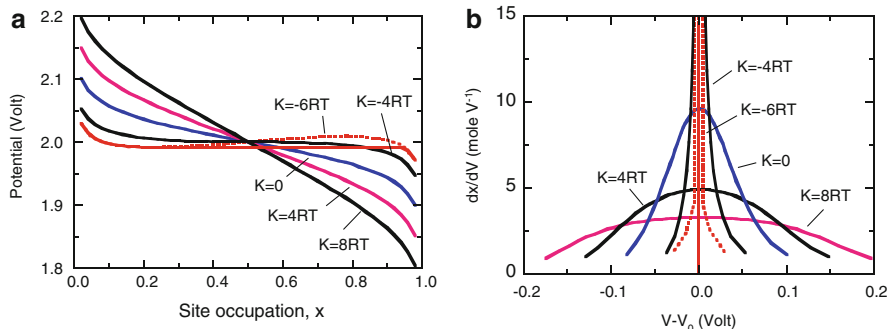 a
2.2
2.1
2.0
1.9
1.8
Potential (Volt)
K=-6RT
K=-4RT
K=0
K=4RT
K=8RT
0.0 0.2 0.4 0.6 0.8 1.0
Site occupation, x
b
15
10
5
0
dx/dV (mole V⁻¹)
K=-4RT
K=-6RT
K=0
K=4RT
K=8RT
-0.2 -0.1 0.0 0.1 0.2
V-V₀ (Volt)